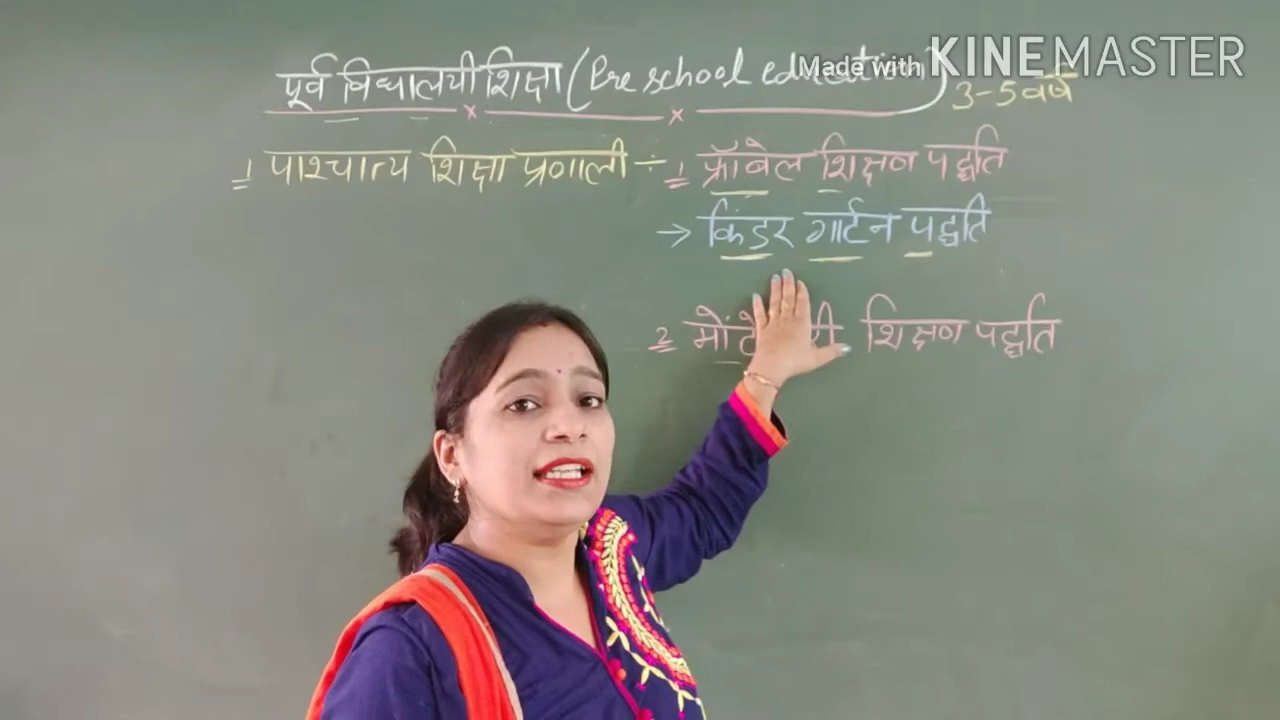 Made with KINEMASTER
पूर्व विद्यालयी शिक्षा (Pre school education) 3-5 वर्ष
1 पाश्चात्य शिक्षा प्रणाली ÷ 1 फ्रॉबेल शिक्षण पद्धति
→ किंडर गार्टन पद्धति
2 शिक्षण पद्धति